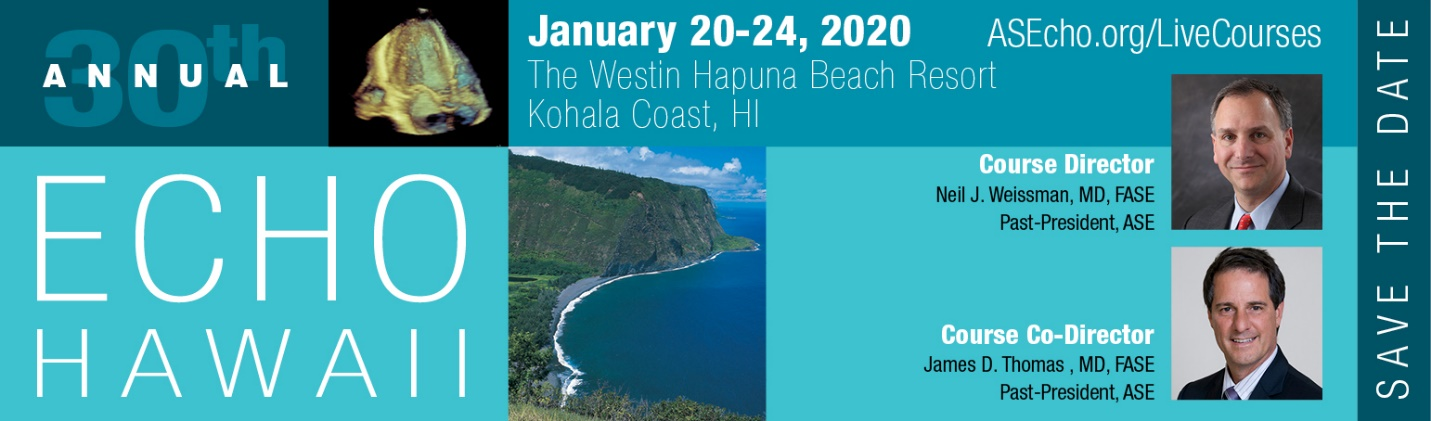 30th
ANNUAL
ECHO
HAWAII
January 20-24, 2020
The Westin Hapuna Beach Resort
Kohala Coast, HI
ASEcho.org/LiveCourses
Course Director
Neil J. Weissman, MD, FASE
Past-President, ASE
Course Co-Director
James D. Thomas , MD, FASE
Past-President, ASE
SAVE THE DATE